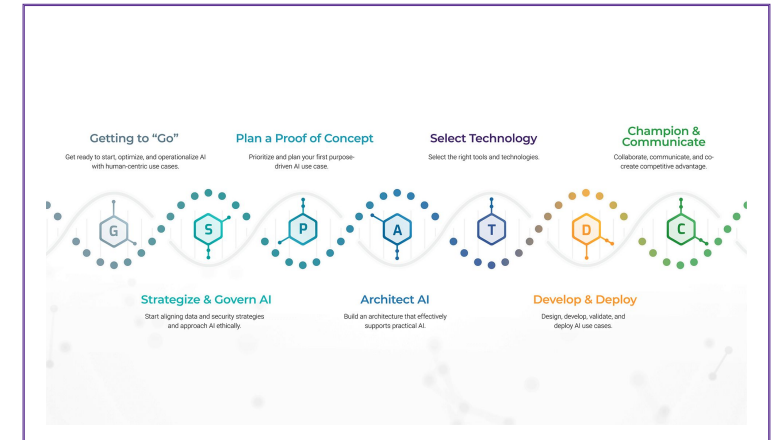 Getting to “Go”
Get ready to start, optimize, and operationalize AI
with human-centric use cases.
Plan a Proof of Concept
Prioritize and plan your first purpose-
driven AI use case.
Select Technology
Select the right tools and technologies.
Champion &
Communicate
Collaborate, communicate, and co-
create competitive advantage.
G
S
P
A
T
D
C
Strategize & Govern AI
Start aligning data and security strategies
and approach AI ethically.
Architect AI
Build an architecture that effectively
supports practical AI.
Develop & Deploy
Design, develop, validate, and
deploy AI use cases.